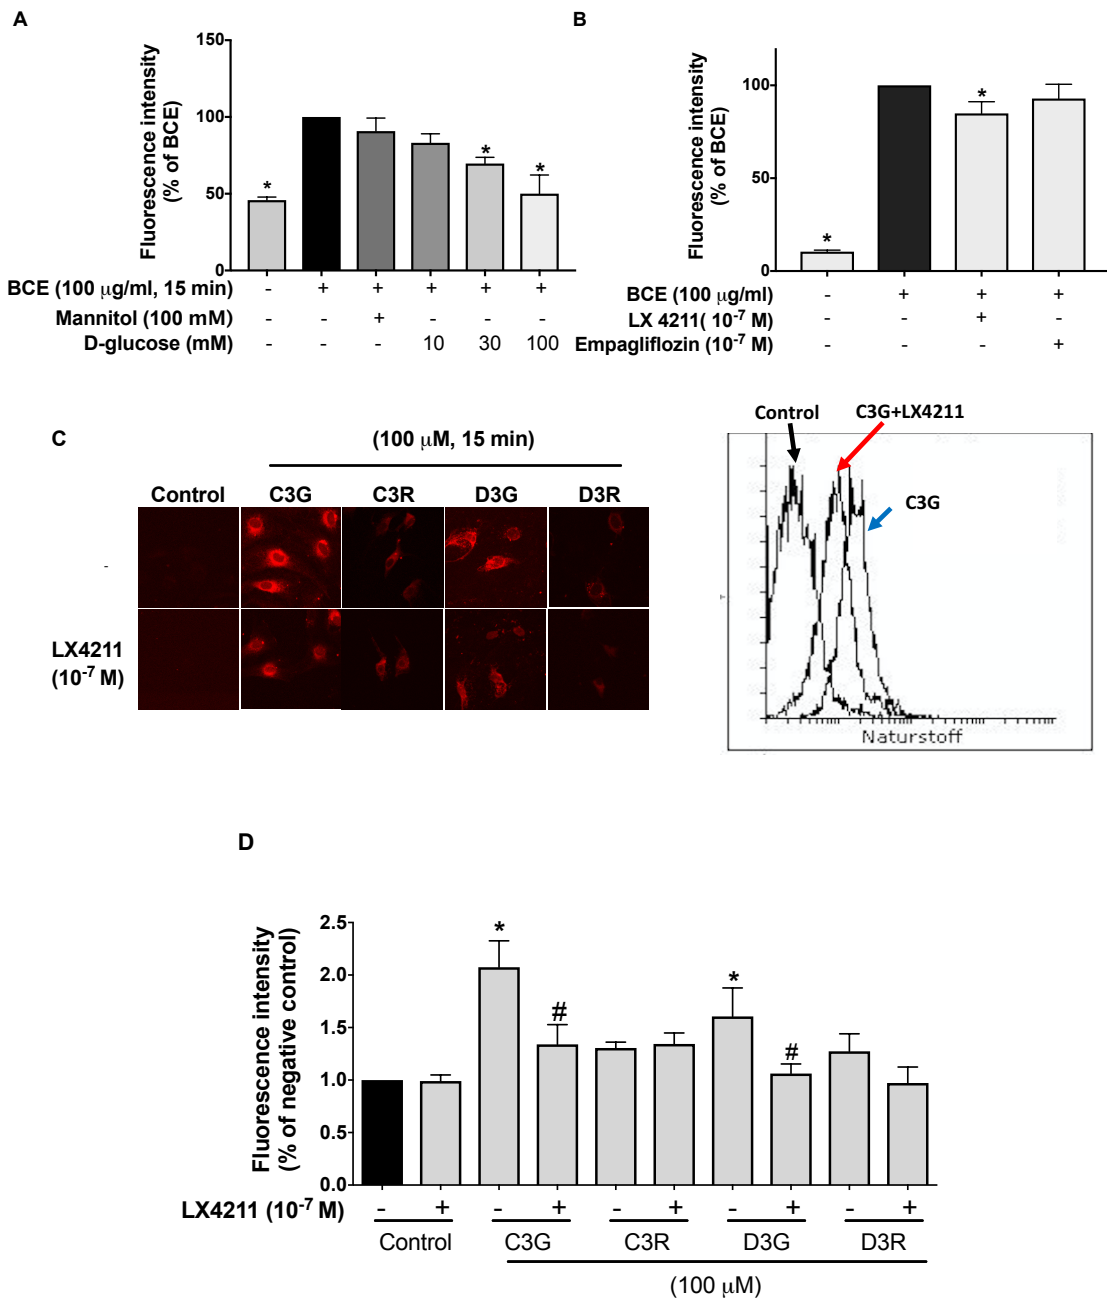 A
150
100
50
0
Fluorescence intensity
(% of BCE)
*
*
*
BCE (100 µg/ml, 15 min) - + + + + +
Mannitol (100 mM) - - + - - -
D-glucose (mM) - - - 10 30 100
B
100
50
0
Fluorescence intensity
(% of BCE)
*
*
BCE (100 µg/ml) - + + +
LX 4211( 10⁻⁷ M) - - + -
Empagliflozin (10⁻⁷ M) - - - +
C
(100 µM, 15 min)
Control C3G C3R D3G D3R
-
LX4211
(10⁻⁷ M)
Control
C3G+LX4211
C3G
Naturstoff
D
2.5
2.0
1.5
1.0
0.5
0.0
Fluorescence intensity
(% of negative control)
*
#
*
#
LX4211 (10⁻⁷ M) - + - + - + - + - +
Control C3G C3R D3G D3R
(100 µM)